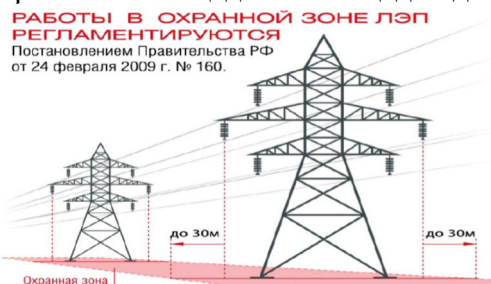 РАБОТЫ В ОХРАННОЙ ЗОНЕ ЛЭП
РЕГЛАМЕНТИРУЮТСЯ
Постановлением Правительства РФ
от 24 февраля 2009 г. № 160.
до 30м
до 30м
Охранная зона